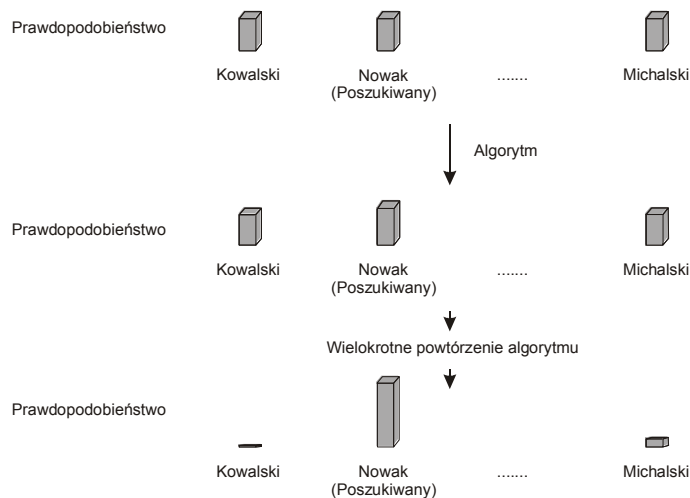 Prawdopodobieństwo
Kowalski Nowak ....... Michalski
(Poszukiwany)
Algorytm
Prawdopodobieństwo
Kowalski Nowak ....... Michalski
(Poszukiwany)
Wielokrotne powtórzenie algorytmu
Prawdopodobieństwo
Kowalski Nowak ....... Michalski
(Poszukiwany)